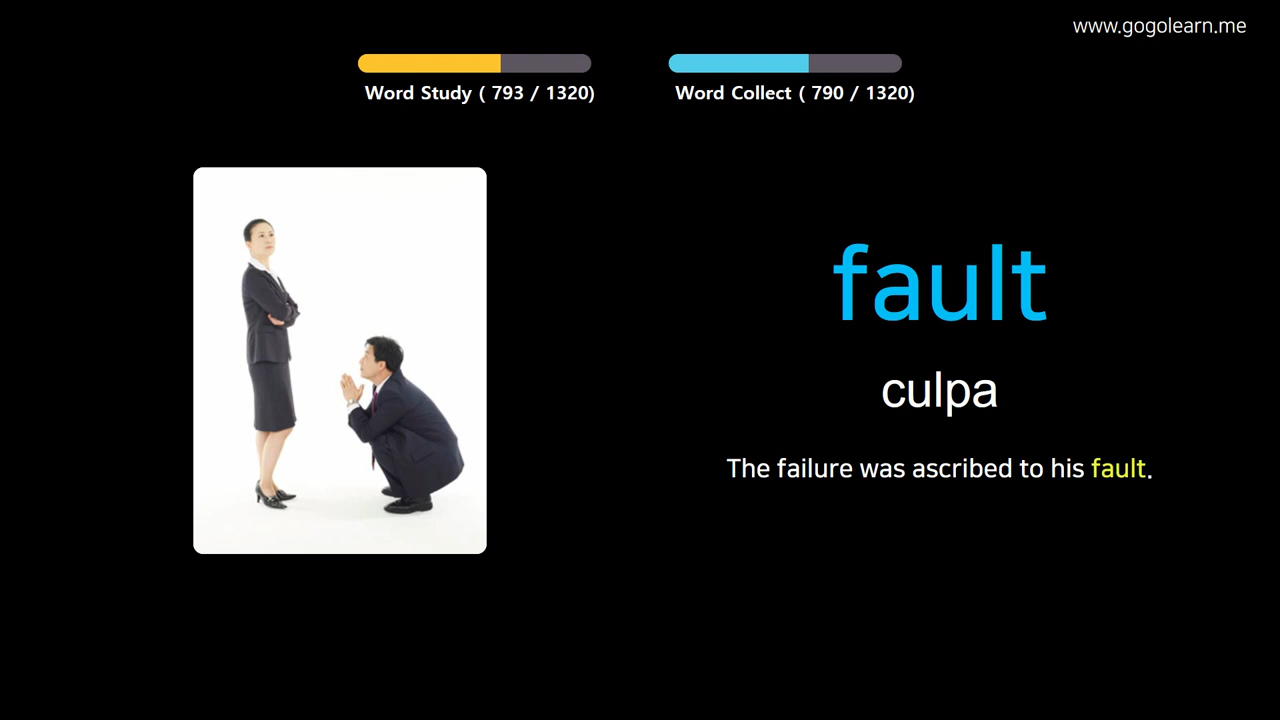 www.gogolearn.me
Word Study ( 793 / 1320)
Word Collect ( 790 / 1320)
fault
culpa
The failure was ascribed to his fault.